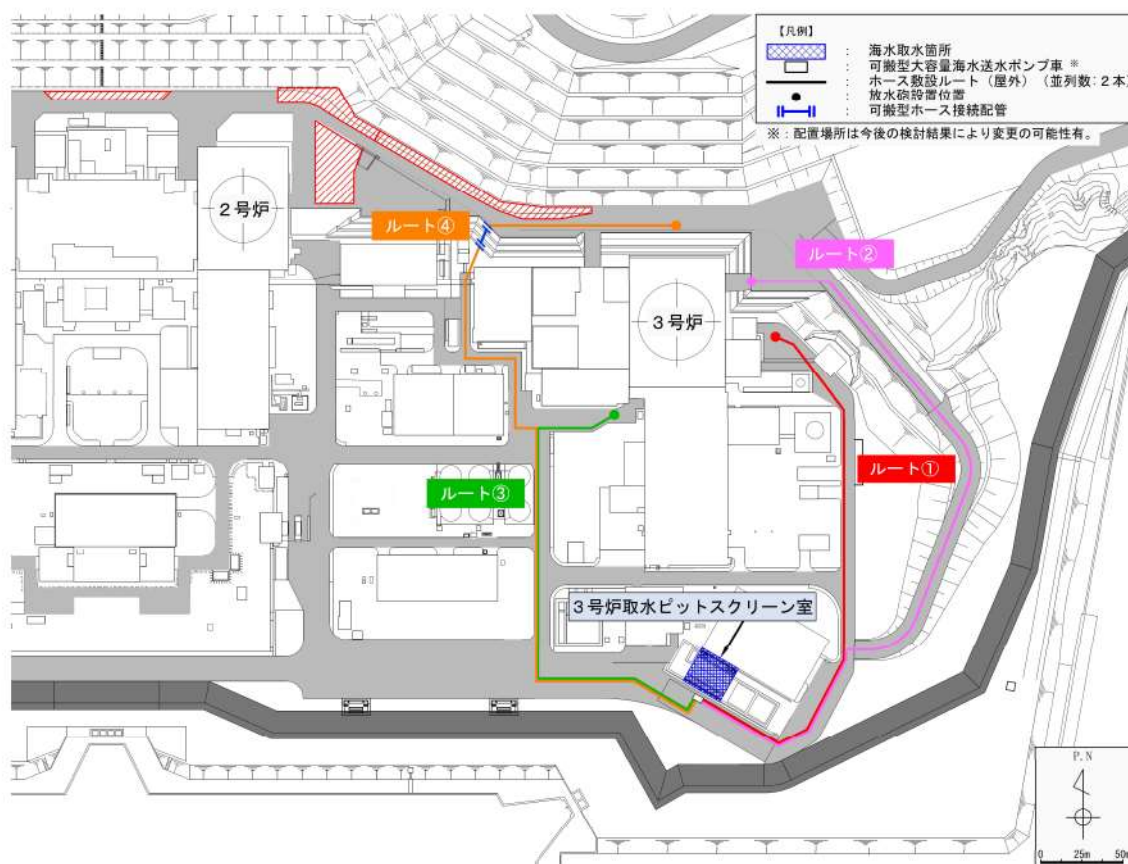 【凡例】
： 海水取水箇所
： 可搬型大容量海水送水ポンプ車 ※
： ホース敷設ルート（屋外）（並列数：２本）
： 放水砲設置位置
： 可搬型ホース接続配管
※：配置場所は今後の検討結果により変更の可能性有。
２号炉
ルート④
ルート②
３号炉
ルート①
ルート③
３号炉取水ピットスクリーン室
P.N
0 25m 50m